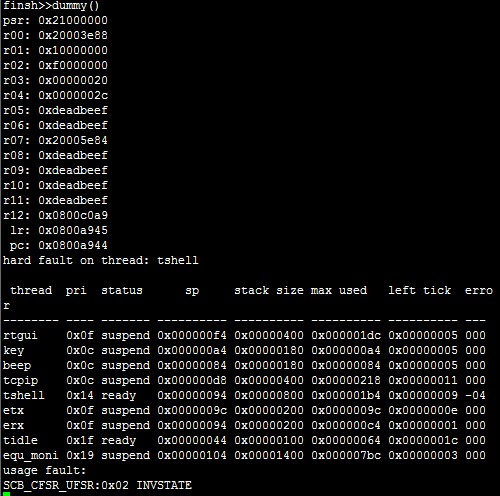 finsh>>dummy()
psr: 0x21000000
r00: 0x20003e88
r01: 0x10000000
r02: 0xf0000000
r03: 0x00000020
r04: 0x0000002c
r05: 0xdeadbeef
r06: 0xdeadbeef
r07: 0x20005e84
r08: 0xdeadbeef
r09: 0xdeadbeef
r10: 0xdeadbeef
r11: 0xdeadbeef
r12: 0x0800c0a9
lr: 0x0800a945
pc: 0x0800a944
hard fault on thread: tshell
thread pri status sp stack size max used left tick erro
r
-------- ---- ------- ---------- ---------- ---------- ---------- ---
rtgui 0x0f suspend 0x000000f4 0x00000400 0x000001dc 0x00000005 000
key 0x0c suspend 0x000000a4 0x00000180 0x000000a4 0x00000005 000
beep 0x0c suspend 0x00000084 0x00000180 0x00000084 0x00000005 000
tcpip 0x0c suspend 0x000000d8 0x00000400 0x00000218 0x00000011 000
tshell 0x14 ready 0x00000094 0x00000800 0x000001b4 0x00000009 -04
etx 0x0f suspend 0x0000009c 0x00000200 0x0000009c 0x0000000e 000
erx 0x0f suspend 0x00000094 0x00000200 0x000000c4 0x00000001 000
tidle 0x1f ready 0x00000044 0x00000100 0x00000064 0x0000001c 000
equ_moni 0x19 suspend 0x00000104 0x00001400 0x000007bc 0x00000003 000
usage fault:
SCB_CFSR_UFSR:0x02 INVSTATE